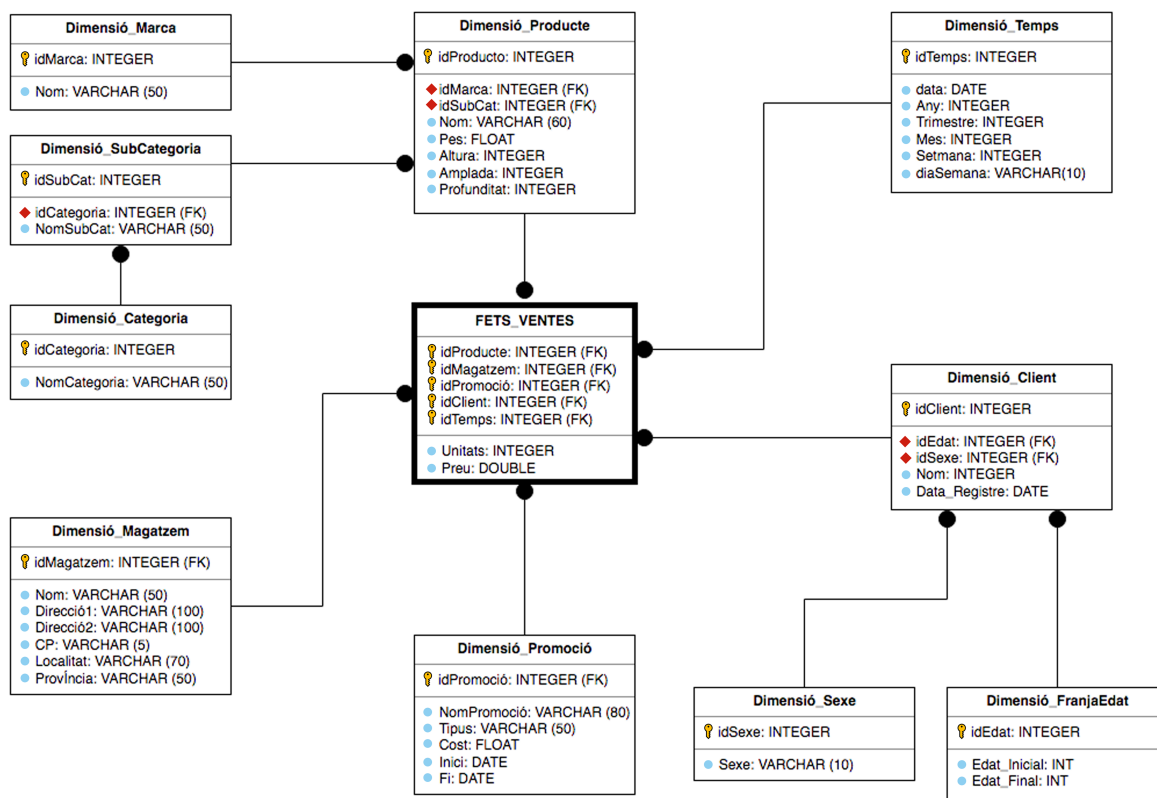 Dimensió_Marca
idMarca: INTEGER
Nom: VARCHAR (50)
Dimensió_Producte
idProducto: INTEGER
idMarca: INTEGER (FK)
idSubCat: INTEGER (FK)
Nom: VARCHAR (60)
Pes: FLOAT
Altura: INTEGER
Amplada: INTEGER
Profunditat: INTEGER
Dimensió_Temps
idTemps: INTEGER
data: DATE
Any: INTEGER
Trimestre: INTEGER
Mes: INTEGER
Setmana: INTEGER
diaSemana: VARCHAR(10)
Dimensió_SubCategoria
idSubCat: INTEGER
idCategoria: INTEGER (FK)
NomSubCat: VARCHAR (50)
Dimensió_Categoria
idCategoria: INTEGER
NomCategoria: VARCHAR (50)
FETS_VENTES
idProducte: INTEGER (FK)
idMagatzem: INTEGER (FK)
idPromoció: INTEGER (FK)
idClient: INTEGER (FK)
idTemps: INTEGER (FK)
Unitats: INTEGER
Preu: DOUBLE
Dimensió_Client
idClient: INTEGER
idEdat: INTEGER (FK)
idSexe: INTEGER (FK)
Nom: INTEGER
Data_Registre: DATE
Dimensió_Magatzem
idMagatzem: INTEGER (FK)
Nom: VARCHAR (50)
Direcció1: VARCHAR (100)
Direcció2: VARCHAR (100)
CP: VARCHAR (5)
Localitat: VARCHAR (70)
ProvÍncia: VARCHAR (50)
Dimensió_Promoció
idPromoció: INTEGER (FK)
NomPromoció: VARCHAR (80)
Tipus: VARCHAR (50)
Cost: FLOAT
Inici: DATE
Fi: DATE
Dimensió_Sexe
idSexe: INTEGER
Sexe: VARCHAR (10)
Dimensió_FranjaEdat
idEdat: INTEGER
Edat_Inicial: INT
Edat_Final: INT